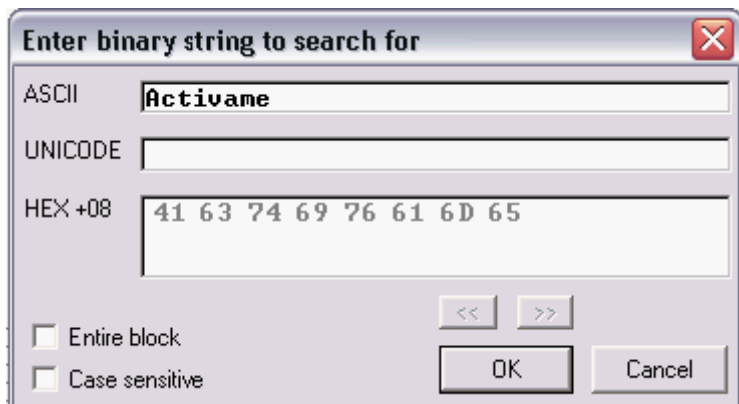 Enter binary string to search for
ASCII Activame
UNICODE
HEX +08 41 63 74 69 76 61 6D 65
<< >>
Entire block
Case sensitive
OK Cancel